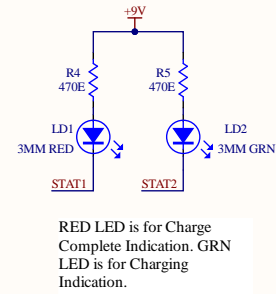 +9V
R4
470E
R5
470E
LD1
3MM RED
LD2
3MM GRN
STAT1
STAT2
RED LED is for Charge
Complete Indication. GRN
LED is for Charging
Indication.